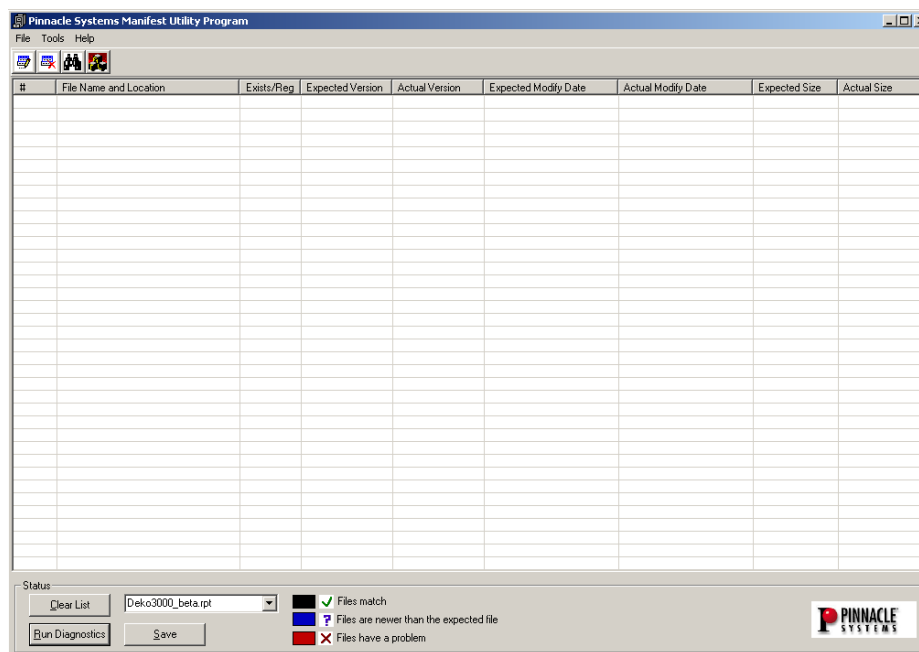 Pinnacle Systems Manifest Utility Program
File Tools Help
# File Name and Location Exists/Reg Expected Version Actual Version Expected Modify Date Actual Modify Date Expected Size Actual Size
Status
Clear List Deko3000_beta.rpt Files match
? Files are newer than the expected file
Run Diagnostics Save Files have a problem
PINNACLE
SYSTEMS